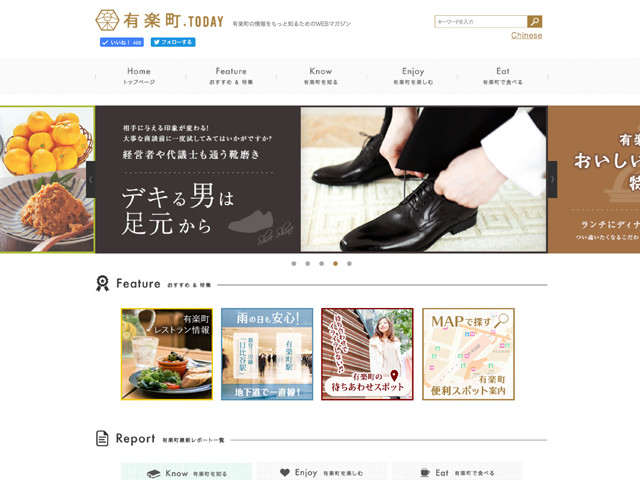 有楽町.TODAY
有楽町の情報をもっと知るためのWEBマガジン
キーワードを入力
いいね! 468
フォローする
Chinese
Home
トップページ
Feature
おすすめ & 特集
Know
有楽町を知る
Enjoy
有楽町を楽しむ
Eat
有楽町で食べる
相手に与える印象が変わる!
大事な商談前に一度試してみてはいかがですか?
経営者や代議士も通う靴磨き
デキる男は
足元から
Shoe Shine
有楽
おいしい
特
ランチにディナ
つい通いたくなるこだわ
Feature おすすめ & 特集
有楽町
レストラン情報
雨の日も安心!
有楽町駅
「日比谷駅」
地下道で一直線!
有楽町の
待ちあわせスポット
MAPで探す
有楽町
便利スポット案内
Report 有楽町最新レポート一覧
Know 有楽町を知る
Enjoy 有楽町を楽しむ
Eat 有楽町で食べる